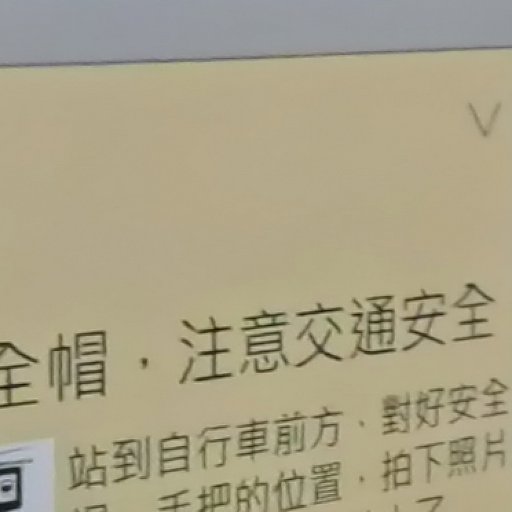 全帽，注意交通安全
站到自行車前方，對好安全
帽、手把的位置，拍下照片